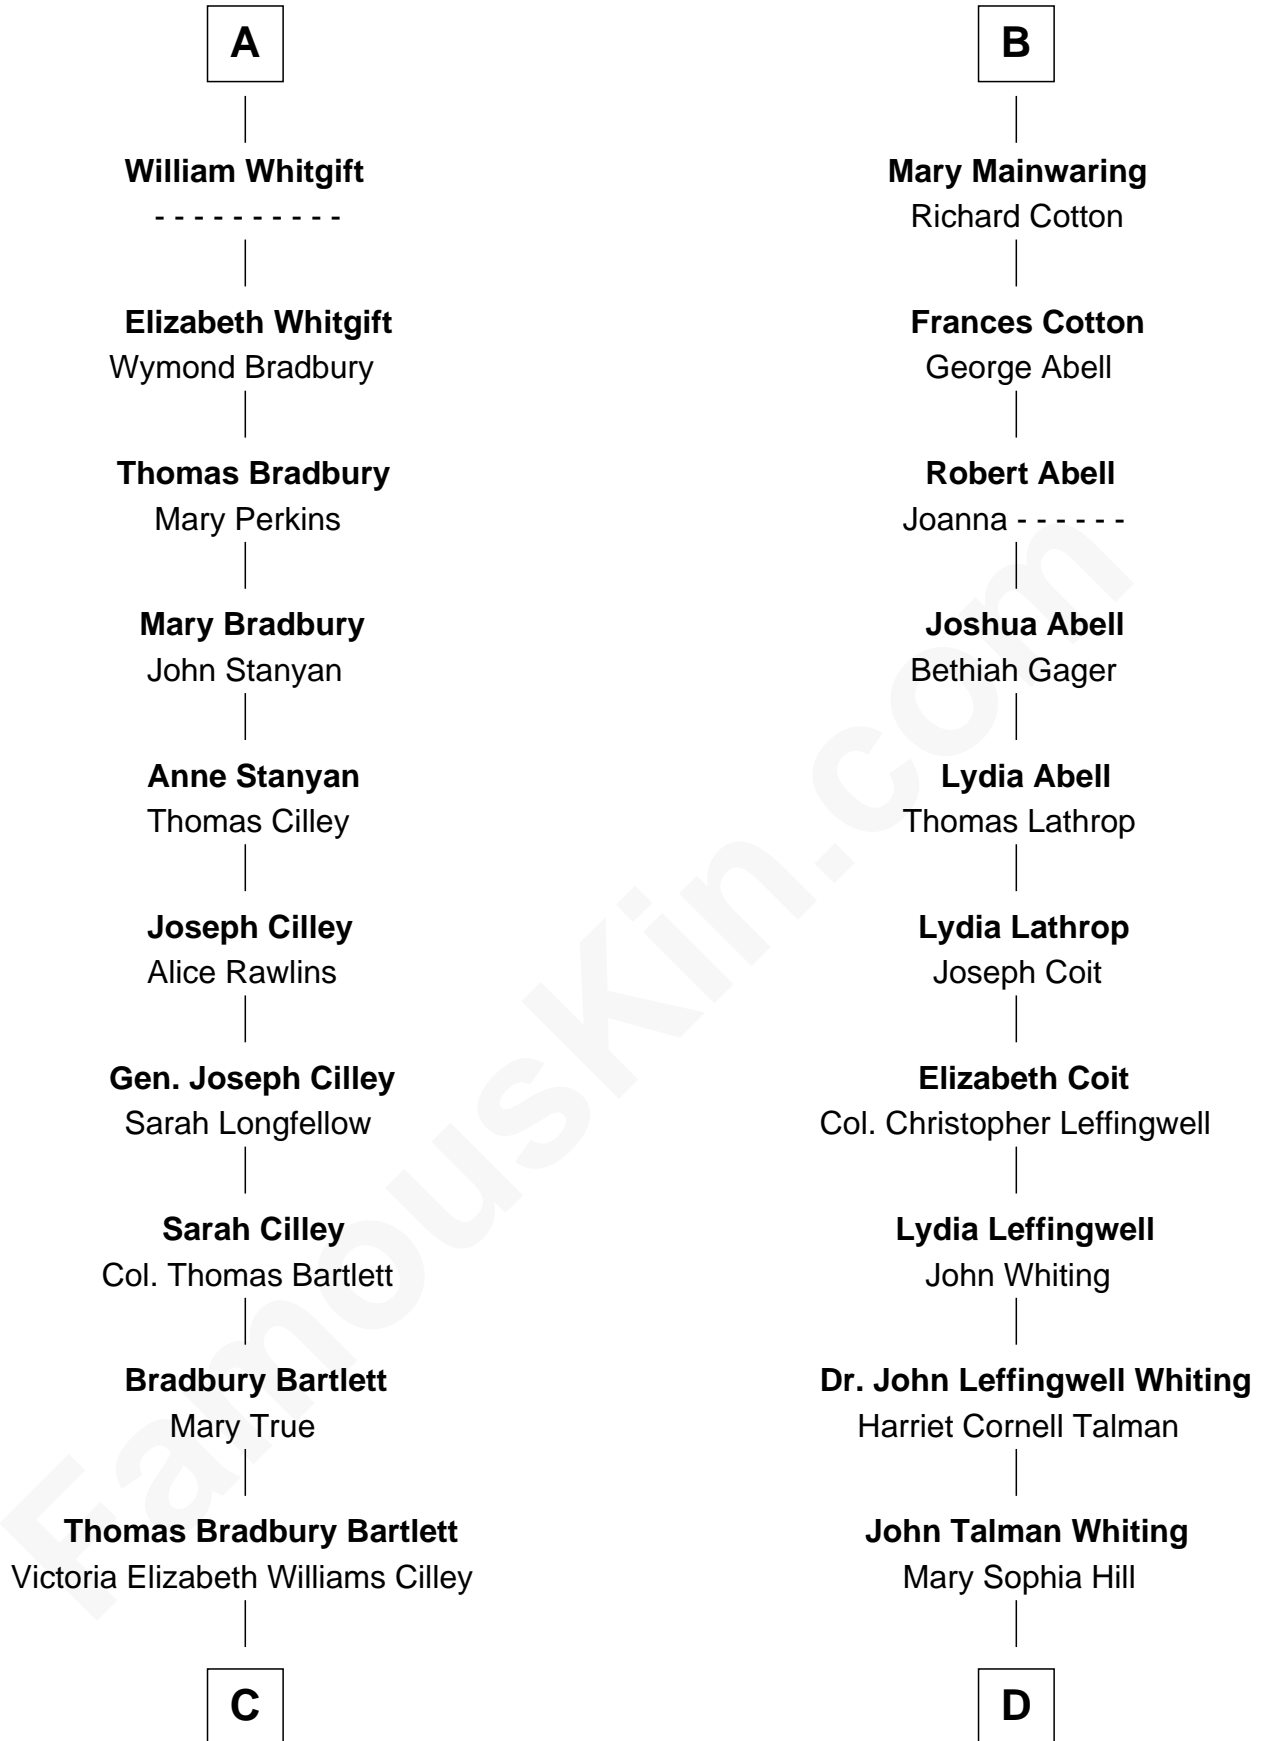 A
William Whitgift
- - - - - - - - - -
Elizabeth Whitgift
Wymond Bradbury
Thomas Bradbury
Mary Perkins
Mary Bradbury
John Stanyan
Anne Stanyan
Thomas Cilley
Joseph Cilley
Alice Rawlins
Gen. Joseph Cilley
Sarah Longfellow
Sarah Cilley
Col. Thomas Bartlett
Bradbury Bartlett
Mary True
Thomas Bradbury Bartlett
Victoria Elizabeth Williams Cilley
C
B
Mary Mainwaring
Richard Cotton
Frances Cotton
George Abell
Robert Abell
Joanna - - - - - -
Joshua Abell
Bethiah Gager
Lydia Abell
Thomas Lathrop
Lydia Lathrop
Joseph Coit
Elizabeth Coit
Col. Christopher Leffingwell
Lydia Leffingwell
John Whiting
Dr. John Leffingwell Whiting
Harriet Cornell Talman
John Talman Whiting
Mary Sophia Hill
D
FamousKin.com